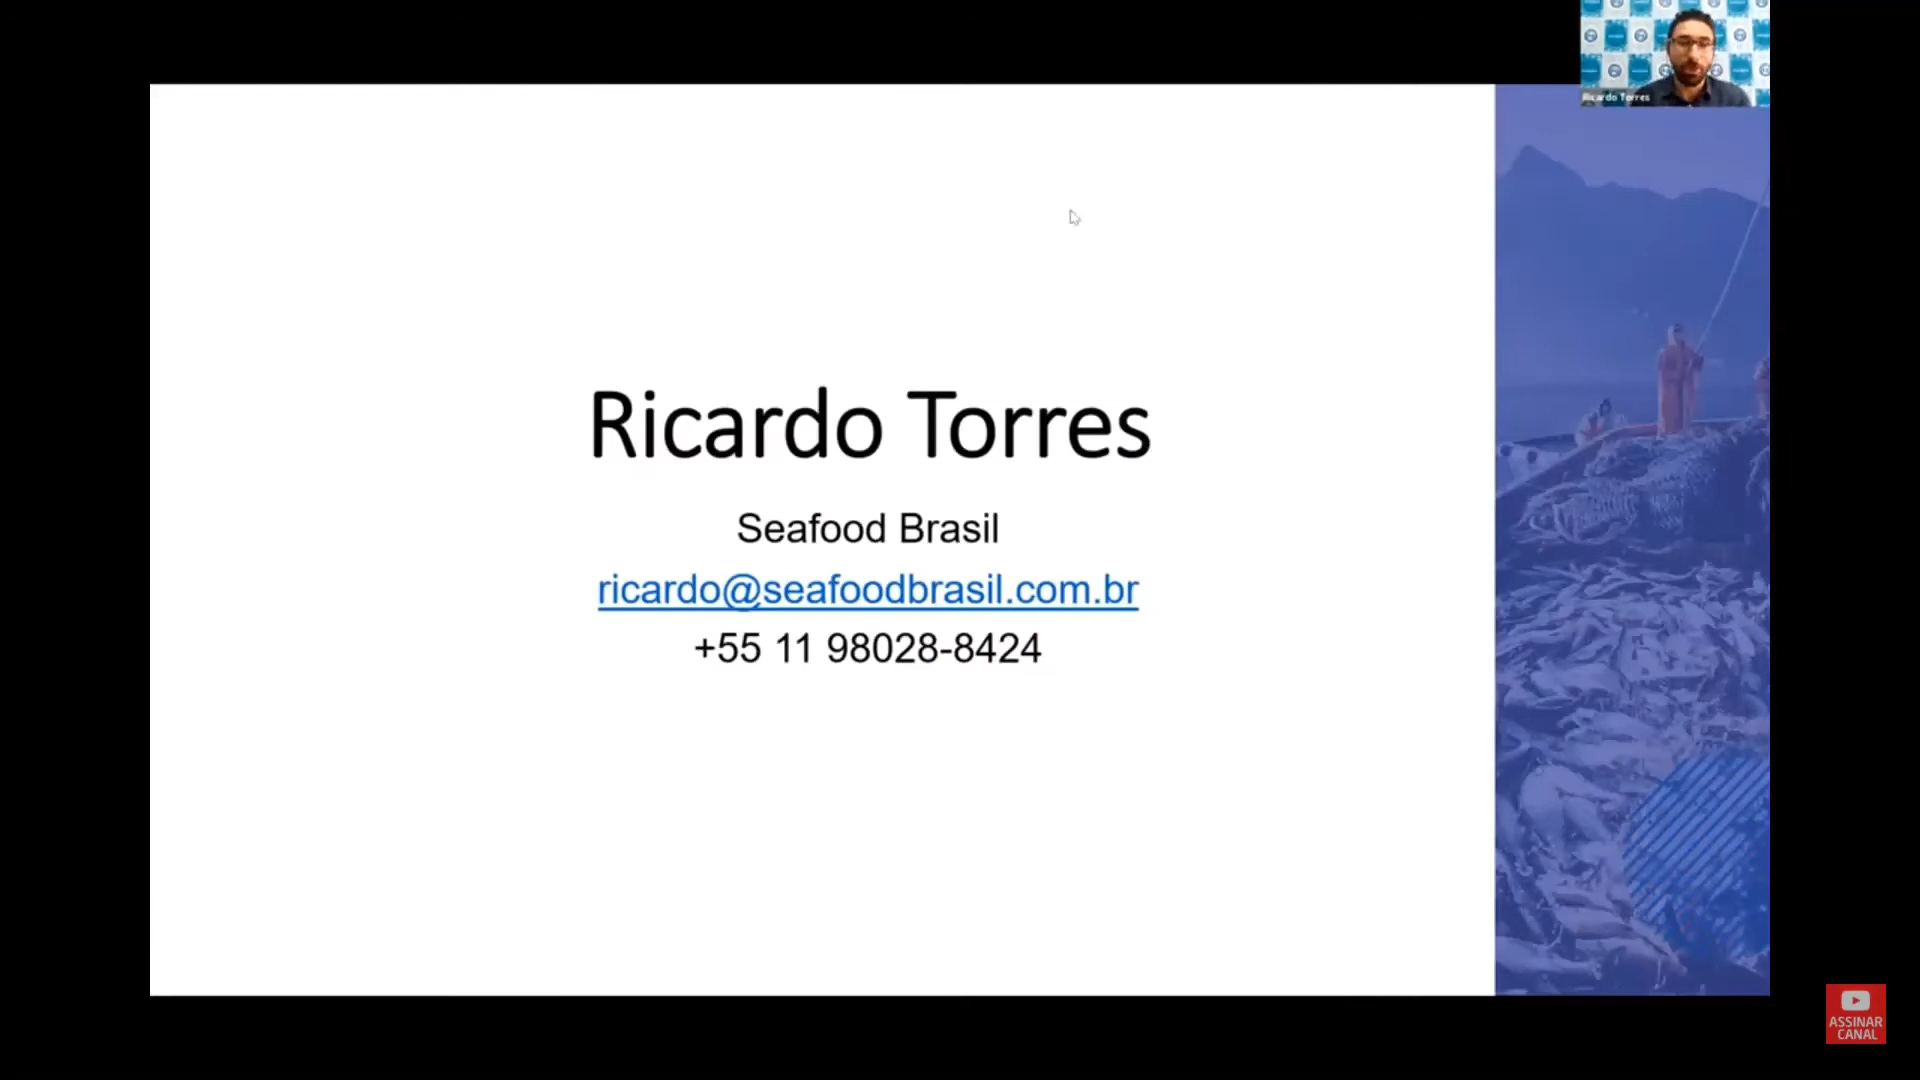 Ricardo Torres
Ricardo Torres
Seafood Brasil
ricardo@seafoodbrasil.com.br
+55 11 98028-8424
ASSINAR
CANAL